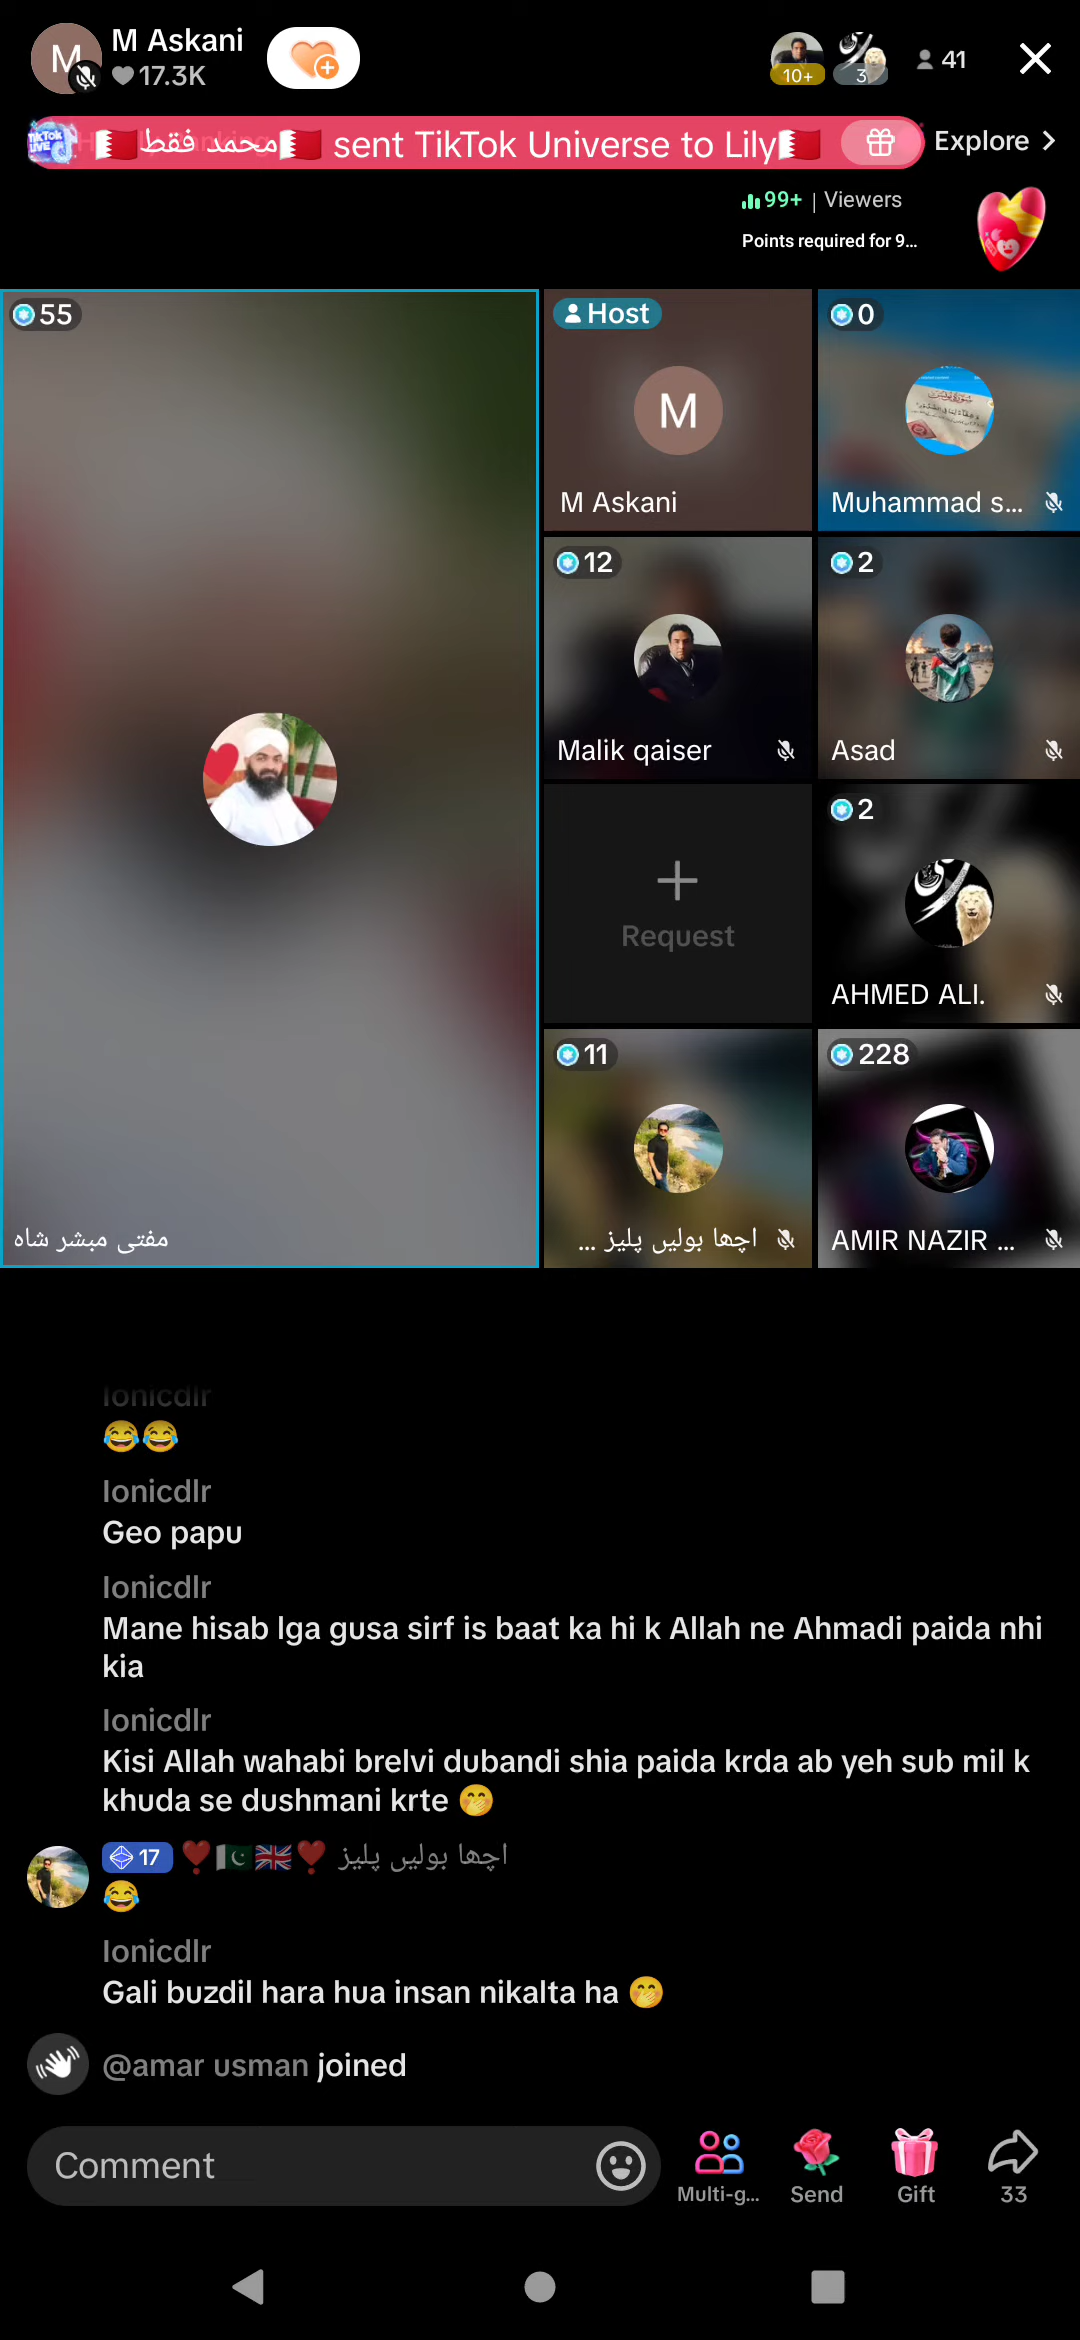 M
M Askani
17.3K
10+
3
41
محمد فقط sent TikTok Universe to Lily
Explore
99+ | Viewers
Points required for 9...
55
Host
0
M
M Askani
Muhammad s...
12
2
Malik qaiser
Asad
2
Request
AHMED ALI.
11
228
مفتی مبشر شاہ
اچھا بولیں پلیز ...
AMIR NAZIR ...
Ionicdlr
😂😂
Ionicdlr
Geo papu
Ionicdlr
Mane hisab lga gusa sirf is baat ka hi k Allah ne Ahmadi paida nhi
kia
Ionicdlr
Kisi Allah wahabi brelvi dubandi shia paida krda ab yeh sub mil k
khuda se dushmani krte 🤭
17 ❣️🇵🇰🇬🇧❣️ اچھا بولیں پلیز
😂
Ionicdlr
Gali buzdil hara hua insan nikalta ha 🤭
@amar usman joined
Comment
Multi-g...
Send
Gift
33